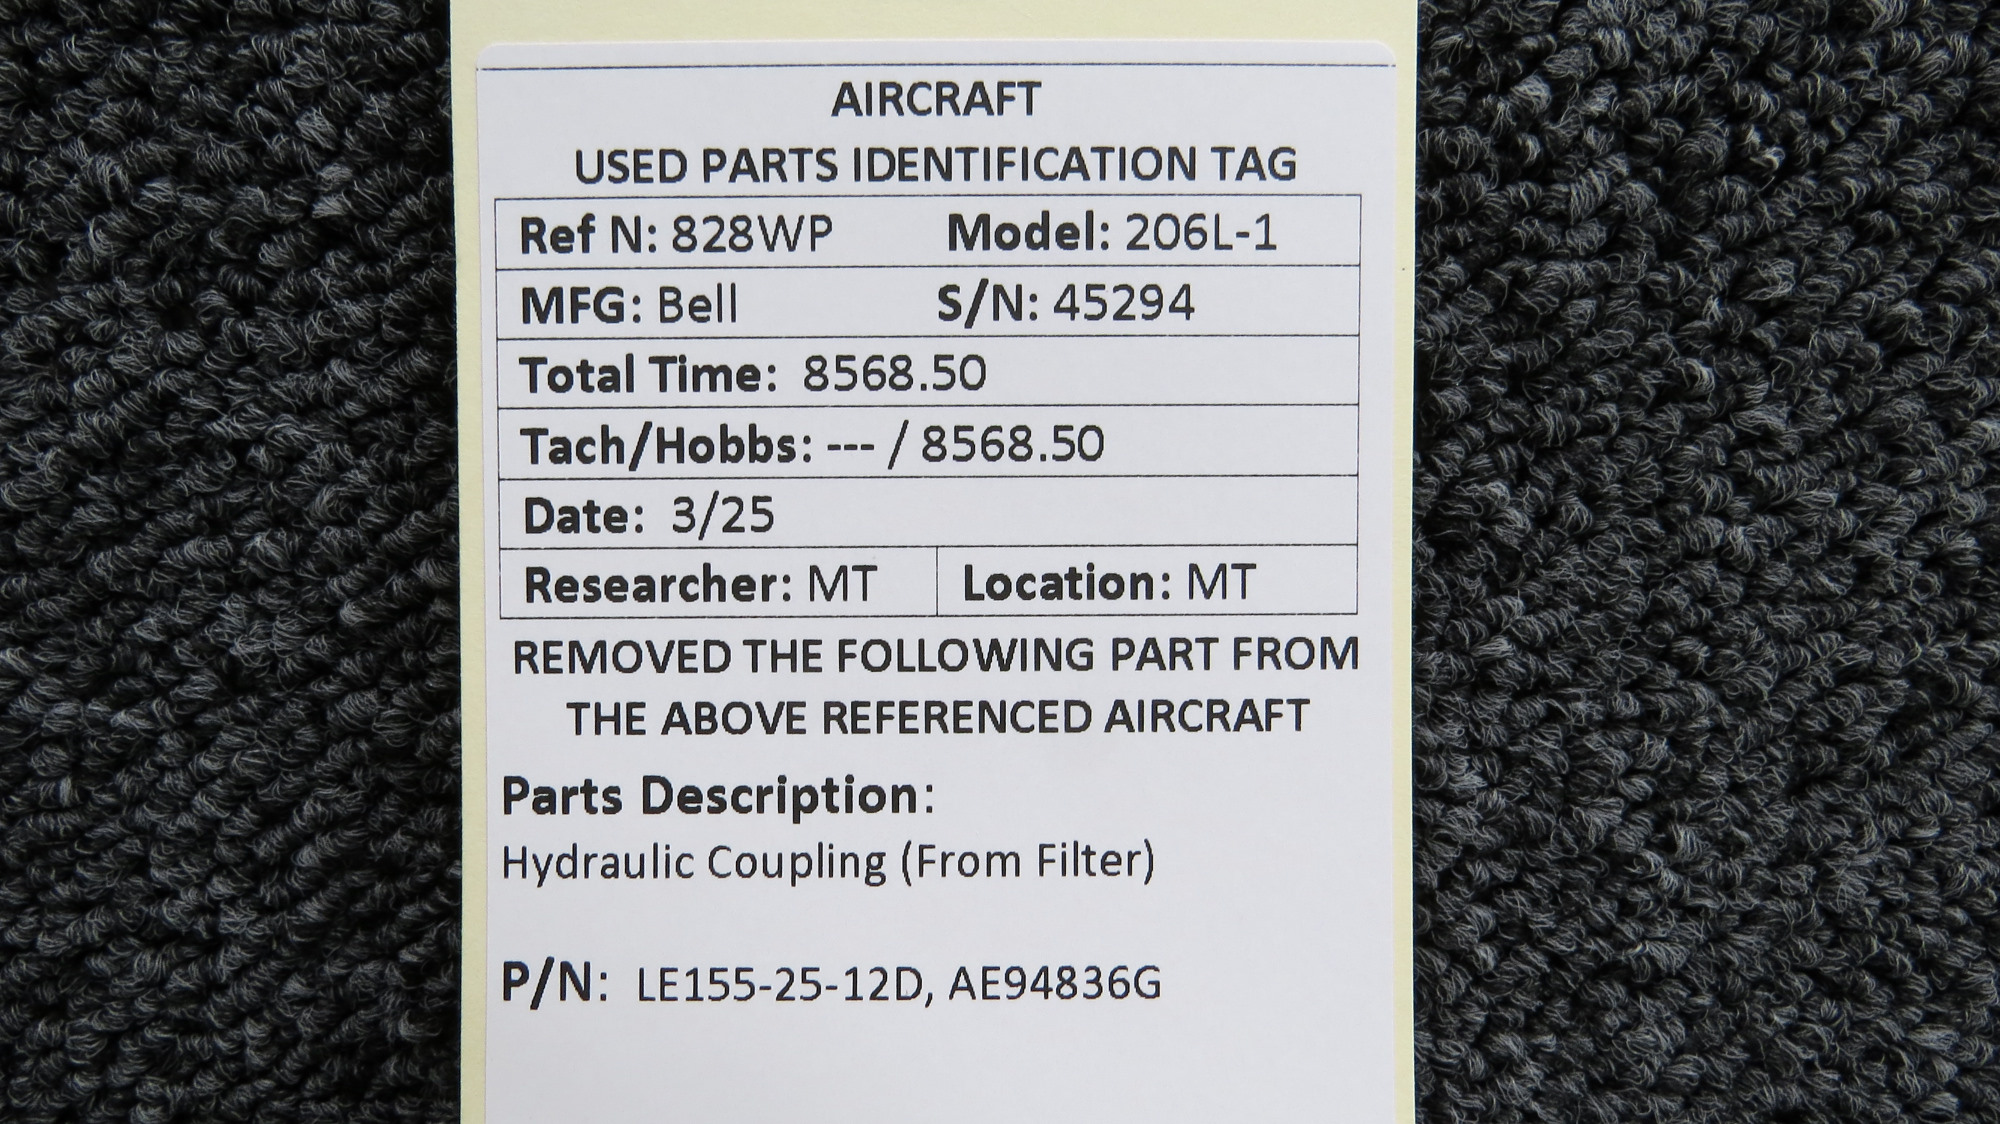 AIRCRAFT
USED PARTS IDENTIFICATION TAG
Ref N: 828WP Model: 206L-1
MFG: Bell S/N: 45294
Total Time: 8568.50
Tach/Hobbs: --- / 8568.50
Date: 3/25
Researcher: MT Location: MT
REMOVED THE FOLLOWING PART FROM
THE ABOVE REFERENCED AIRCRAFT
Parts Description:
Hydraulic Coupling (From Filter)
P/N: LE155-25-12D, AE94836G